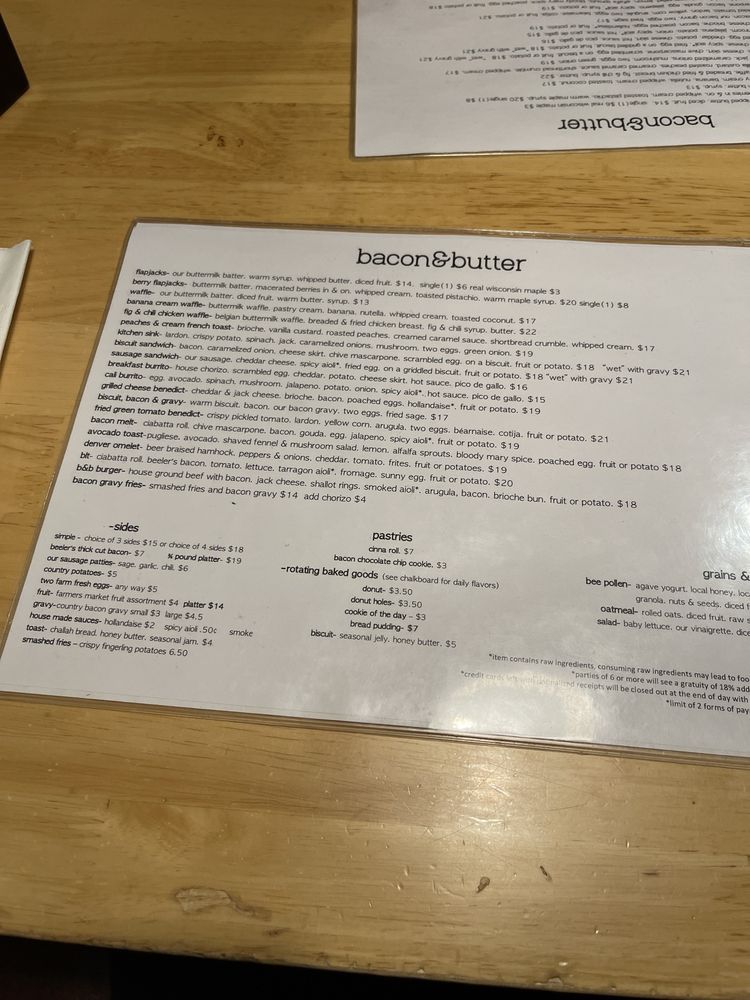 bacon&butter
flapjacks- our buttermilk batter. warm syrup. whipped butter. diced fruit. $14. single(1) $6 real wisconsin maple $3
berry flapjacks- buttermilk batter. macerated berries in & on. whipped cream. toasted pistachio. warm maple syrup. $20 single(1) $8
waffle- our buttermilk batter. diced fruit. warm butter. syrup. $13
banana cream waffle- buttermilk waffle. pastry cream. banana. nutella. whipped cream. toasted coconut. $17
fig & chili chicken waffle- belgian buttermilk waffle. breaded & fried chicken breast. fig & chili syrup. butter. $22
peaches & cream french toast- brioche. vanilla custard. roasted peaches. creamed caramel sauce. shortbread crumble. whipped cream. $17
kitchen sink- lardon. crispy potato. spinach. jack. caramelized onions. mushroom. two eggs. green onion. $19
biscuit sandwich- bacon. caramelized onion. cheese skirt. chive mascarpone. scrambled egg. on a biscuit. fruit or potato. $18 "wet" with gravy $21
sausage sandwich- our sausage. cheddar cheese. spicy aioli*. fried egg. on a griddled biscuit. fruit or potato. $18 "wet" with gravy $21
breakfast burrito- house chorizo. scrambled egg. cheddar. potato. cheese skirt. hot sauce. pico de gallo. $16
cali burrito- egg. avocado. spinach. mushroom. jalapeno. potato. onion. spicy aioli*. hot sauce. pico de gallo. $15
grilled cheese benedict- cheddar & jack cheese. brioche. bacon. poached eggs. hollandaise*. fruit or potato. $19
biscuit, bacon & gravy- warm biscuit. bacon. our bacon gravy. two eggs. fried sage. $17
fried green tomato benedict- crispy pickled tomato. lardon. yellow corn. arugula. two eggs. béarnaise. cotija. fruit or potato. $21
bacon melt- ciabatta roll. chive mascarpone. bacon. gouda. egg. jalapeno. spicy aioli*. fruit or potato. $19
avocado toast-pugliese. avocado. shaved fennel & mushroom salad. lemon. alfalfa sprouts. bloody mary spice. poached egg. fruit or potato $18
denver omelet- beer braised hamhock. peppers & onions. cheddar. tomato. frites. fruit or potatoes. $19
blt- ciabatta roll. beeler's bacon. tomato. lettuce. tarragon aioli*. fromage. sunny egg. fruit or potato. $20
b&b burger- house ground beef with bacon. jack cheese. shallot rings. smoked aioli*. arugula, bacon. brioche bun. fruit or potato. $18
bacon gravy fries- smashed fries and bacon gravy $14 add chorizo $4
-sides
simple - choice of 3 sides $15 or choice of 4 sides $18
beeler's thick cut bacon- $7 ¾ pound platter- $19
our sausage patties- sage. garlic. chili. $6
country potatoes- $5
two farm fresh eggs- any way $5
fruit- farmers market fruit assortment $4 platter $14
gravy-country bacon gravy small $3 large $4.5
house made sauces- hollandaise $2 spicy aioli .50¢ smoke
toast- challah bread. honey butter. seasonal jam. $4
smashed fries – crispy fingerling potatoes 6.50
pastries
cinna roll. $7
bacon chocolate chip cookie. $3
-rotating baked goods (see chalkboard for daily flavors)
donut- $3.50
donut holes- $3.50
cookie of the day – $3
bread pudding- $7
biscuit- seasonal jelly. honey butter. $5
grains &
bee pollen- agave yogurt. local honey. loc
granola. nuts & seeds. diced
oatmeal- rolled oats. diced fruit. raw s
salad- baby lettuce. our vinaigrette. dice
*item contains raw ingredients, consuming raw ingredients may lead to foo
*parties of 6 or more will see a gratuity of 18% add
*credit cards left with receipts will be closed out at the end of day with
*limit of 2 forms of pay
bacon&butter